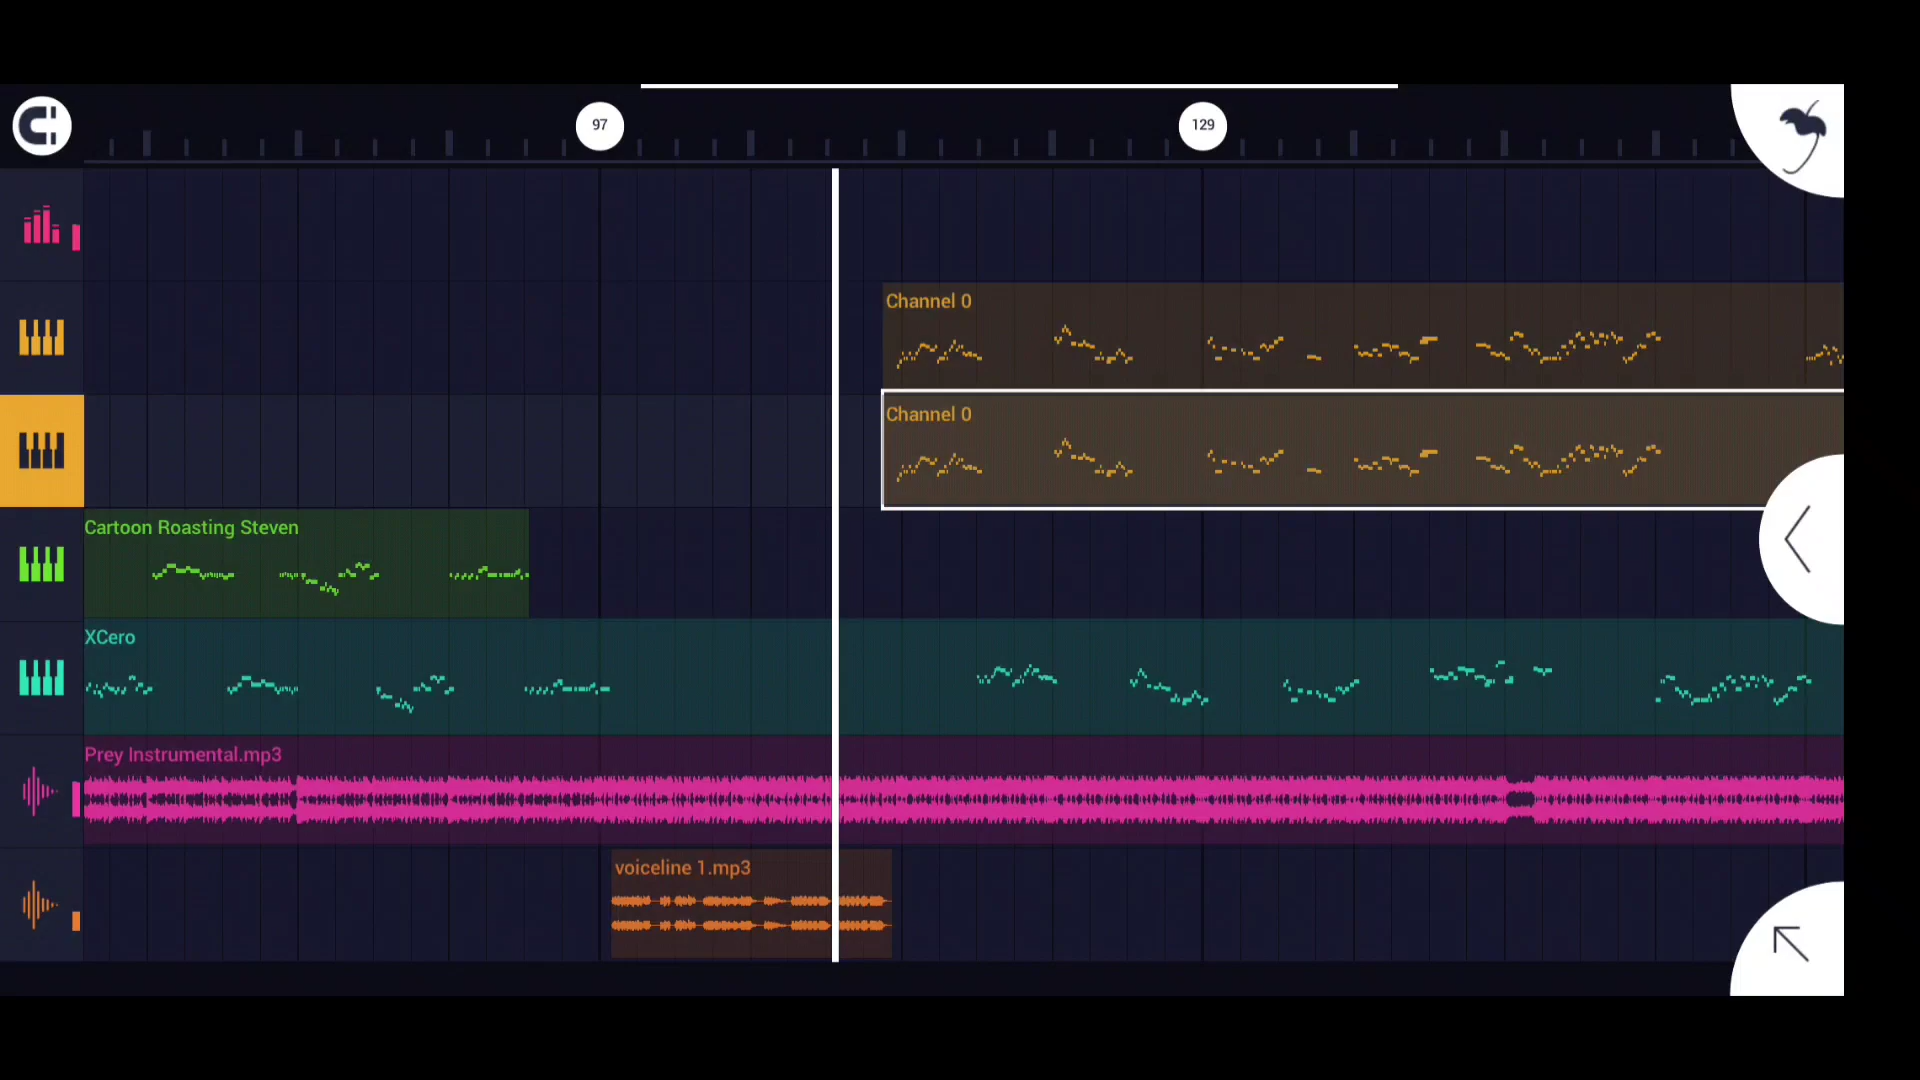 97
129
Channel 0
Channel 0
Cartoon Roasting Steven
XCero
Prey Instrumental.mp3
voiceline 1.mp3